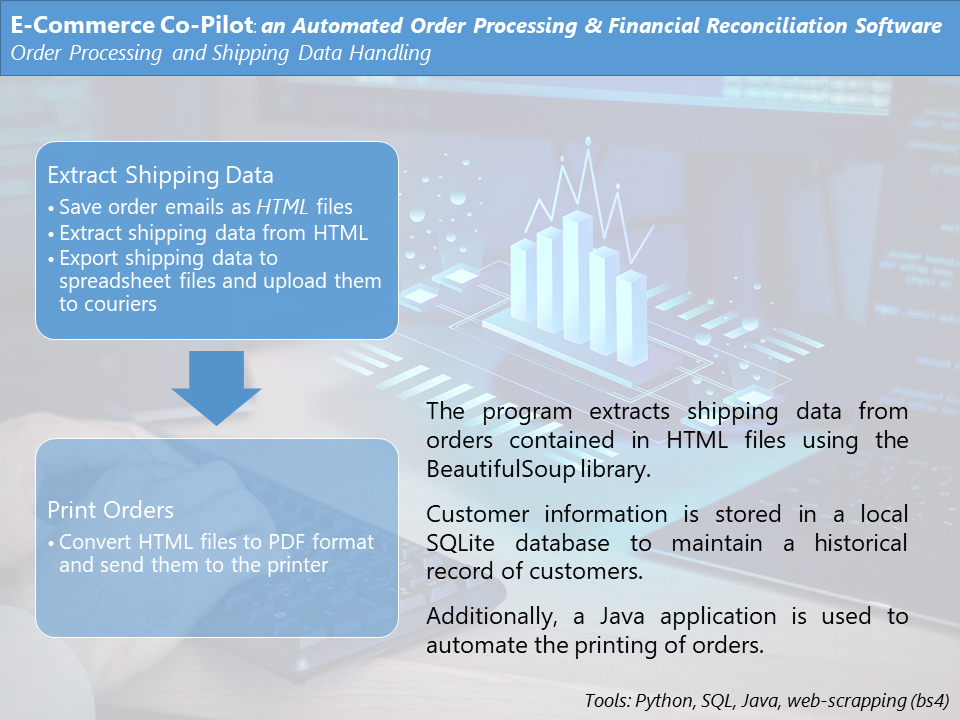 E-Commerce Co-Pilot: an Automated Order Processing & Financial Reconciliation Software
Order Processing and Shipping Data Handling
Extract Shipping Data
• Save order emails as HTML files
• Extract shipping data from HTML
• Export shipping data to
spreadsheet files and upload them
to couriers
Print Orders
• Convert HTML files to PDF format
and send them to the printer
The program extracts shipping data from
orders contained in HTML files using the
BeautifulSoup library.
Customer information is stored in a local
SQLite database to maintain a historical
record of customers.
Additionally, a Java application is used to
automate the printing of orders.
Tools: Python, SQL, Java, web-scrapping (bs4)